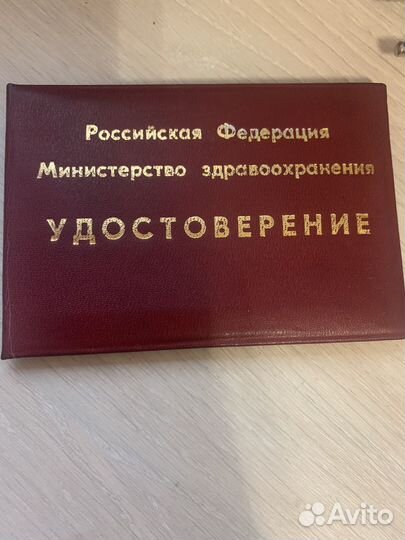 Российская Федерация
Министерство здравоохранения
УДОСТОВЕРЕНИЕ
Avito